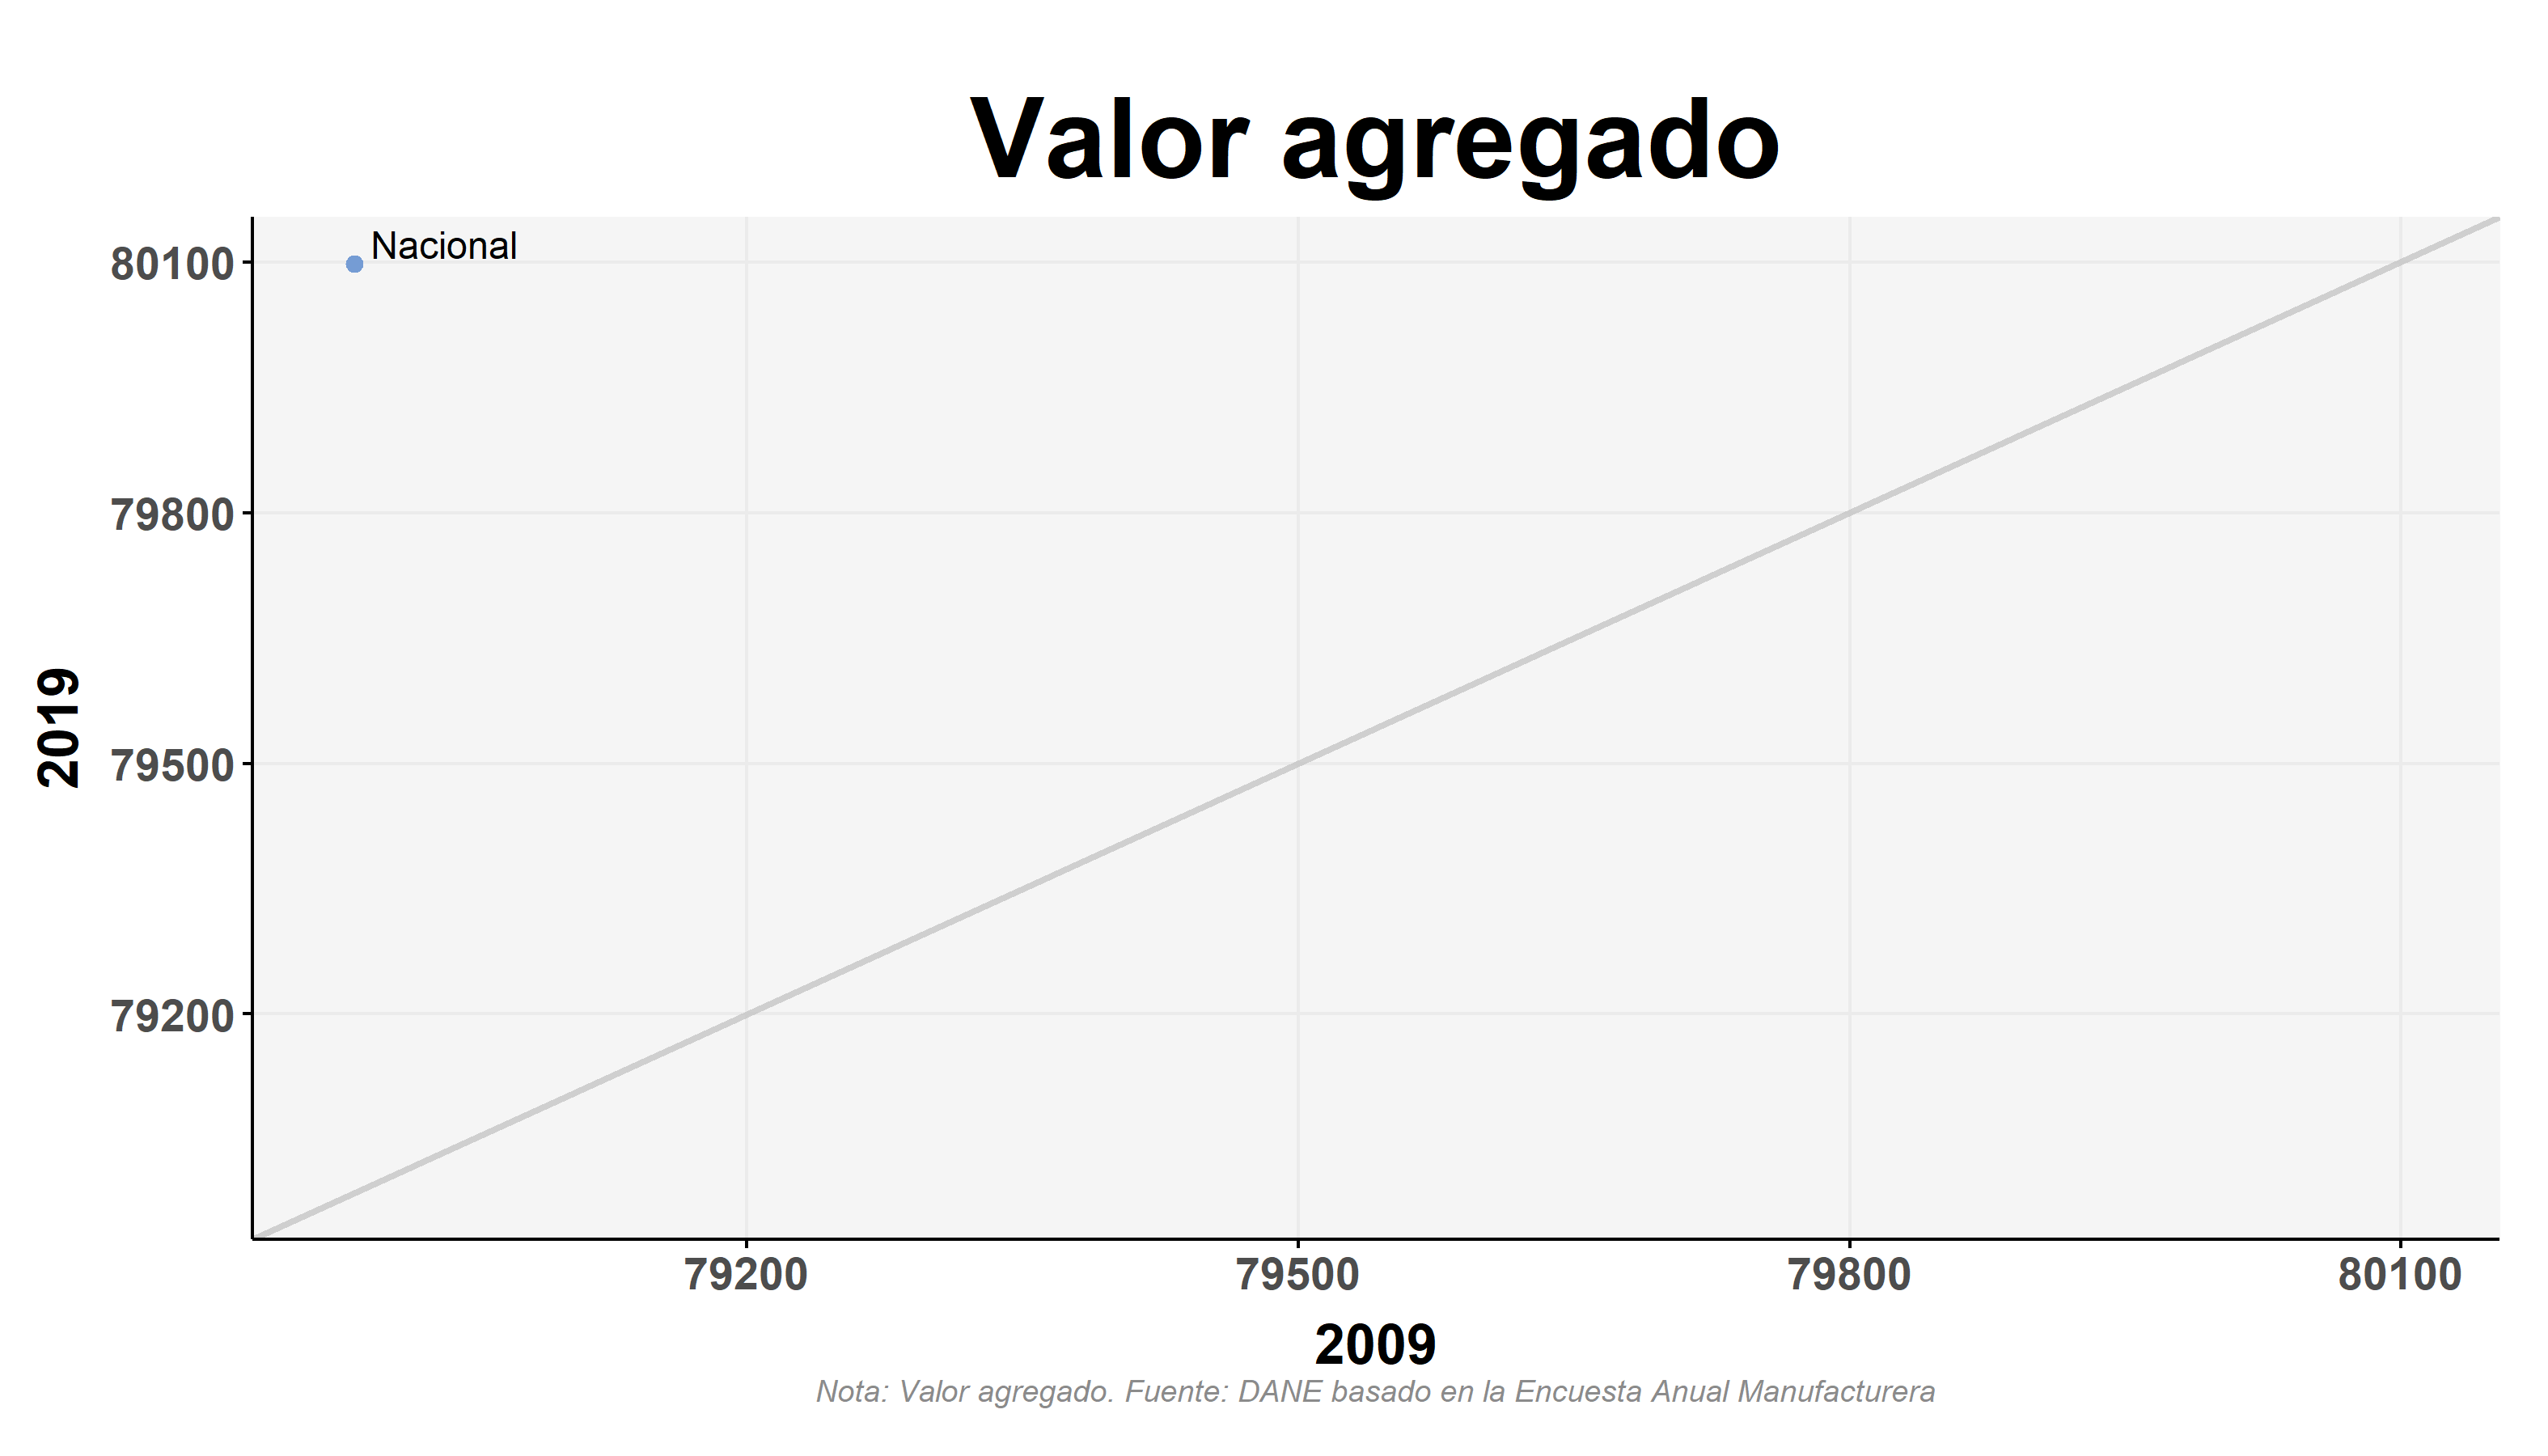 Valor agregado
Nacional
80100
79800
79500
79200
2019
79200 79500 79800 80100
2009
Nota: Valor agregado. Fuente: DANE basado en la Encuesta Anual Manufacturera